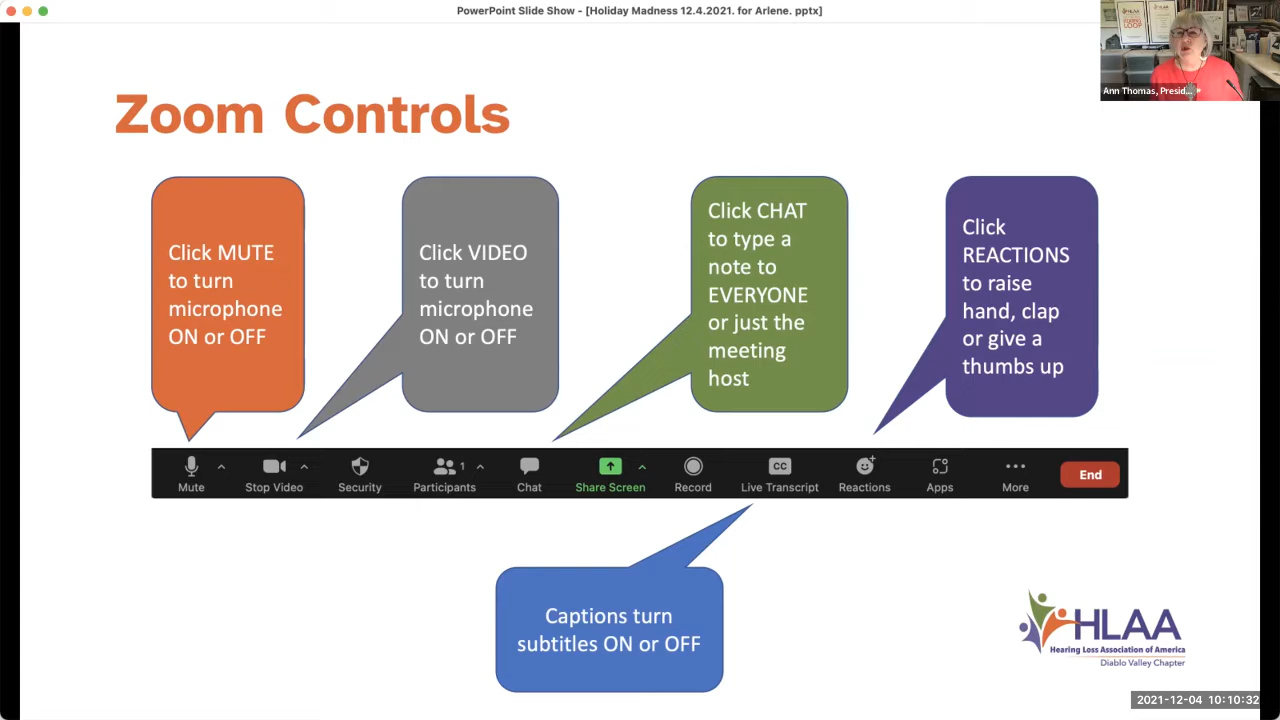 PowerPoint Slide Show - [Holiday Madness 12.4.2021. for Arlene. pptx]
Ann Thomas, Presid...
Zoom Controls
Click MUTE
to turn
microphone
ON or OFF
Click VIDEO
to turn
microphone
ON or OFF
Click CHAT
to type a
note to
EVERYONE
or just the
meeting
host
Click
REACTIONS
to raise
hand, clap
or give a
thumbs up
Mute
Stop Video
Security
1
Participants
Chat
Share Screen
Record
CC
Live Transcript
Reactions
Apps
More
End
Captions turn
subtitles ON or OFF
HLAA
Hearing Loss Association of America
Diablo Valley Chapter
2021-12-04 10:10:32